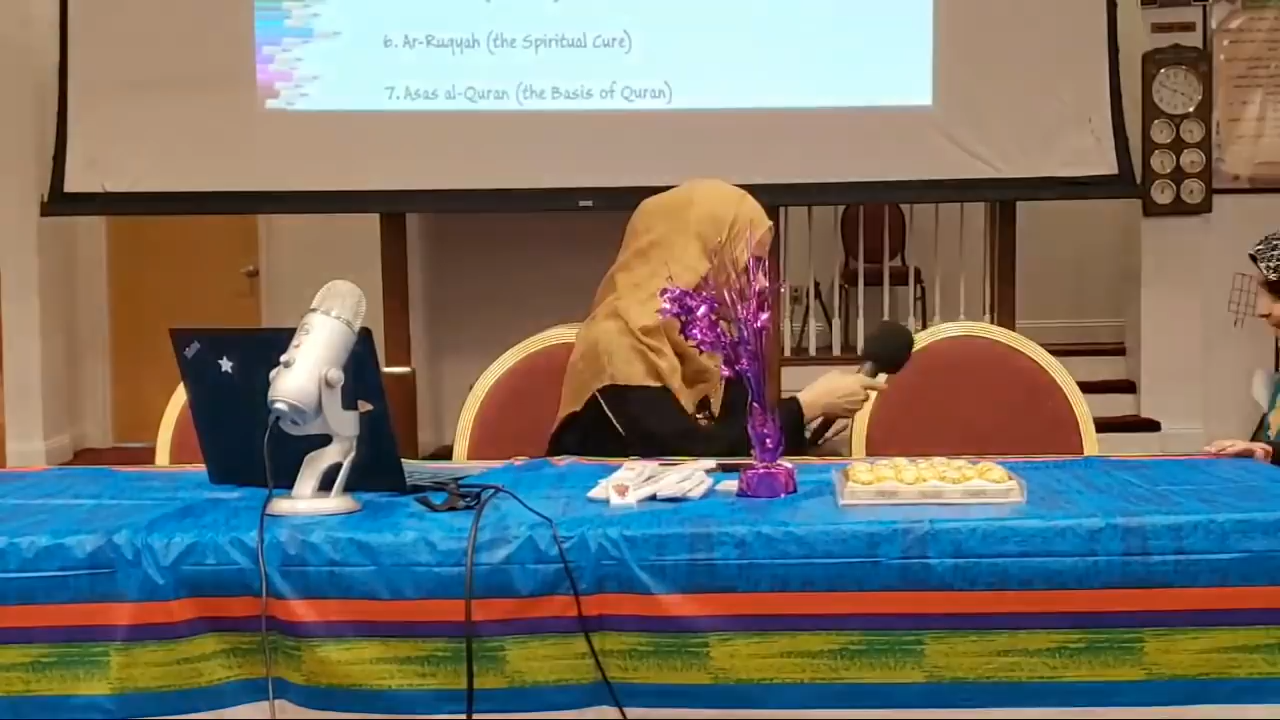 6. Ar-Ruqyah (the Spiritual Cure)
7. Asas al-Quran (the Basis of Quran)